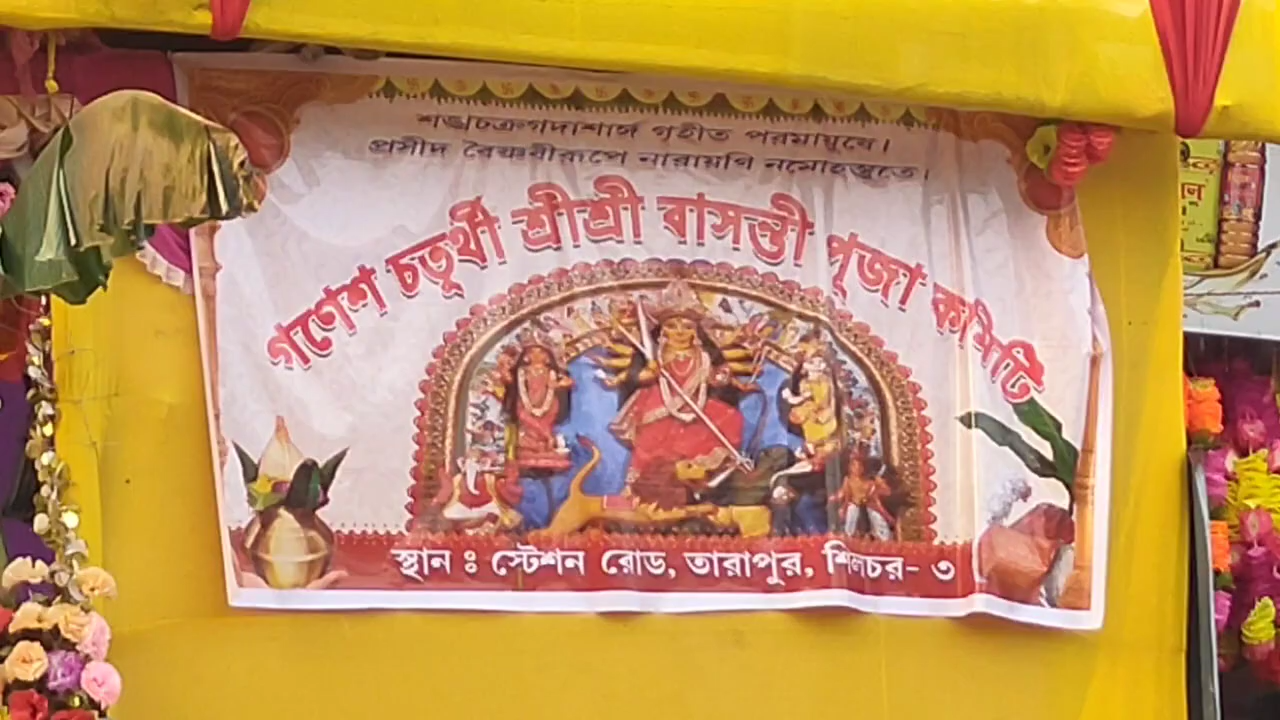 শঙ্খচক্রগদাশার্ঙ্গ গৃহীত পরমায়ুধে।
প্রসীদ বৈষ্ণবীরূপে নারায়ণি নমোহস্তুতে।
গণেশ চতুর্থী শ্রীশ্রী বাসন্তী পূজা কমিটি
স্থান ঃ স্টেশন রোড, তারাপুর, শিলচর- ৩